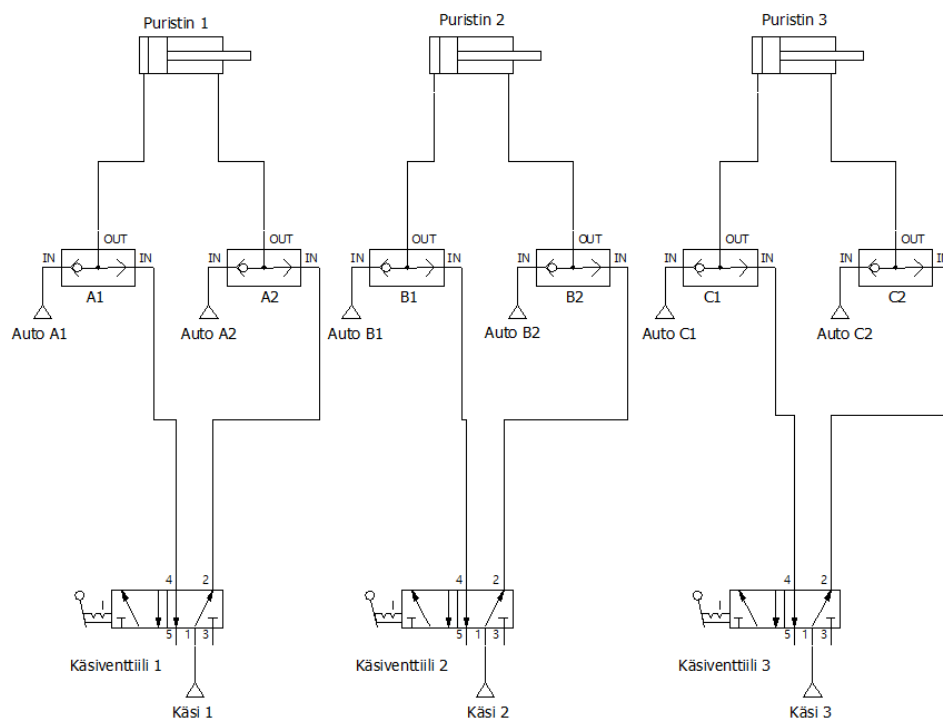 Puristin 1
Puristin 2
Puristin 3
OUT
OUT
OUT
OUT
OUT
OUT
IN
IN
IN
IN
IN
IN
IN
IN
IN
IN
IN
IN
A1
A2
B1
B2
C1
C2
Auto A1
Auto A2
Auto B1
Auto B2
Auto C1
Auto C2
4 2
4 2
4 2
5 1 3
5 1 3
5 1 3
Käsiventtiili 1
Käsiventtiili 2
Käsiventtiili 3
Käsi 1
Käsi 2
Käsi 3